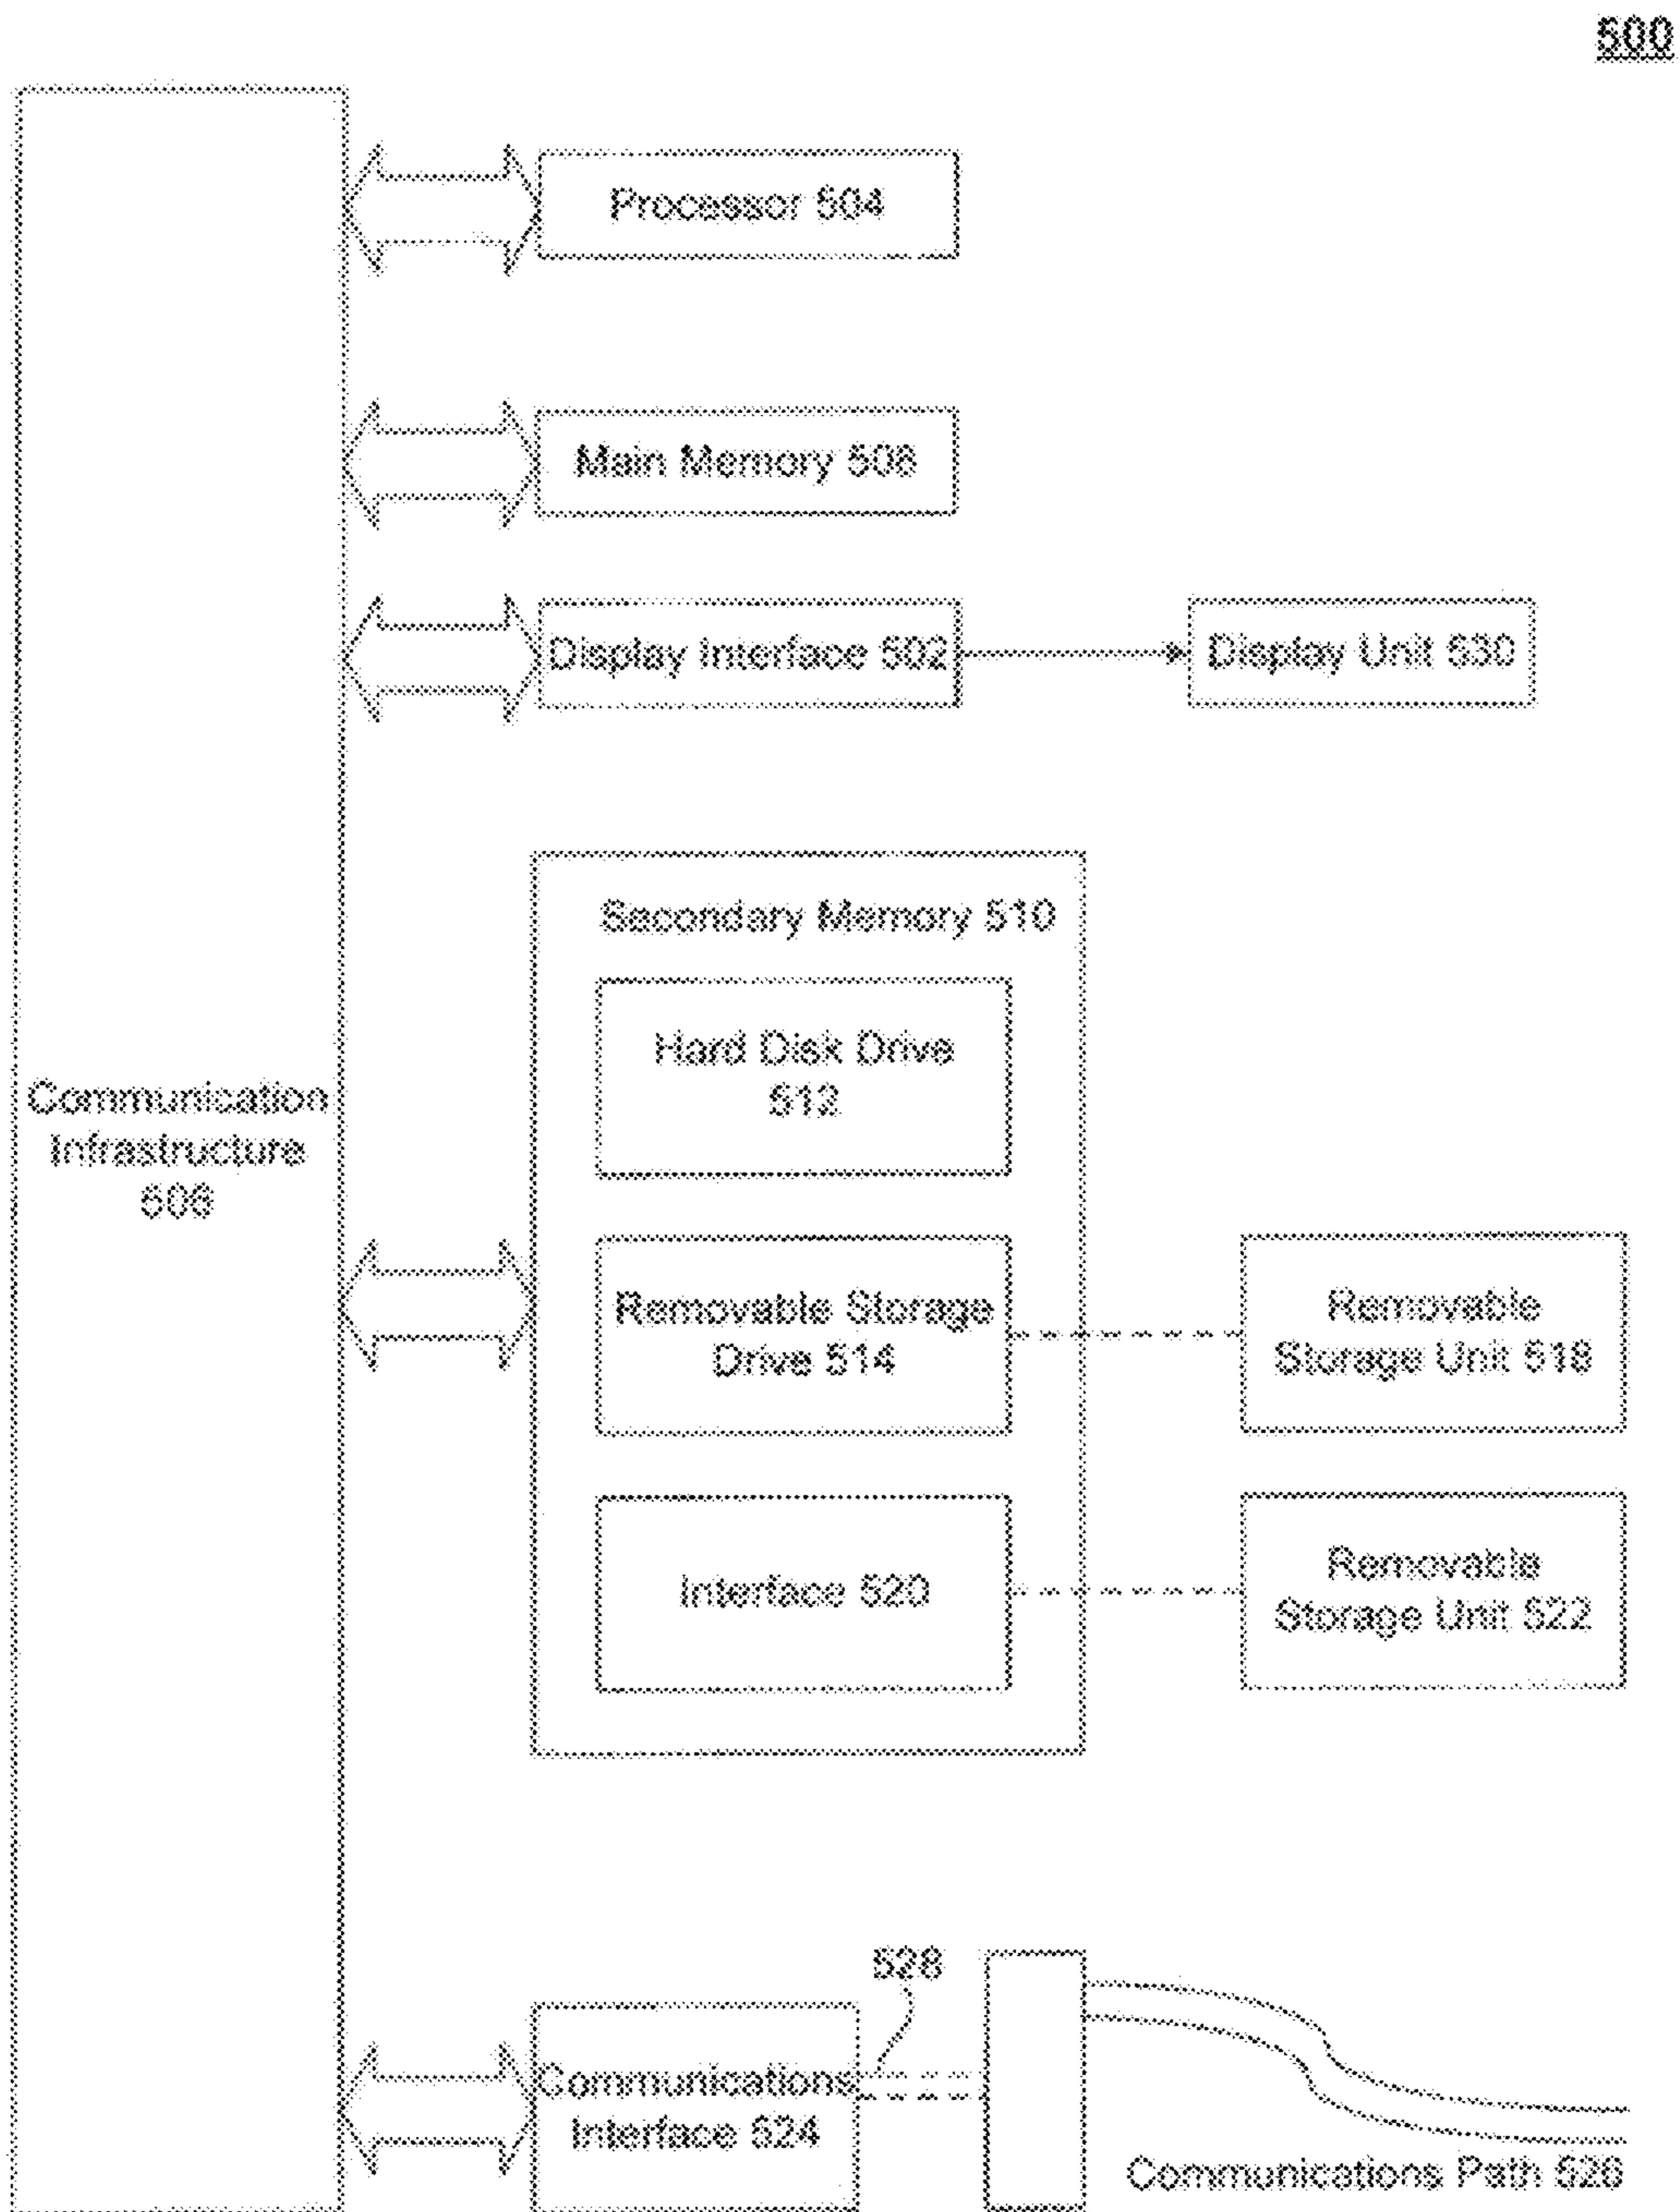 500
Processor 504
Main Memory 508
Display Interface 502
Display Unit 530
Secondary Memory 510
Hard Disk Drive
512
Communication
Infrastructure
506
Removable Storage
Drive 514
Removable
Storage Unit 518
Interface 520
Removable
Storage Unit 522
528
Communications
Interface 524
Communications Path 526